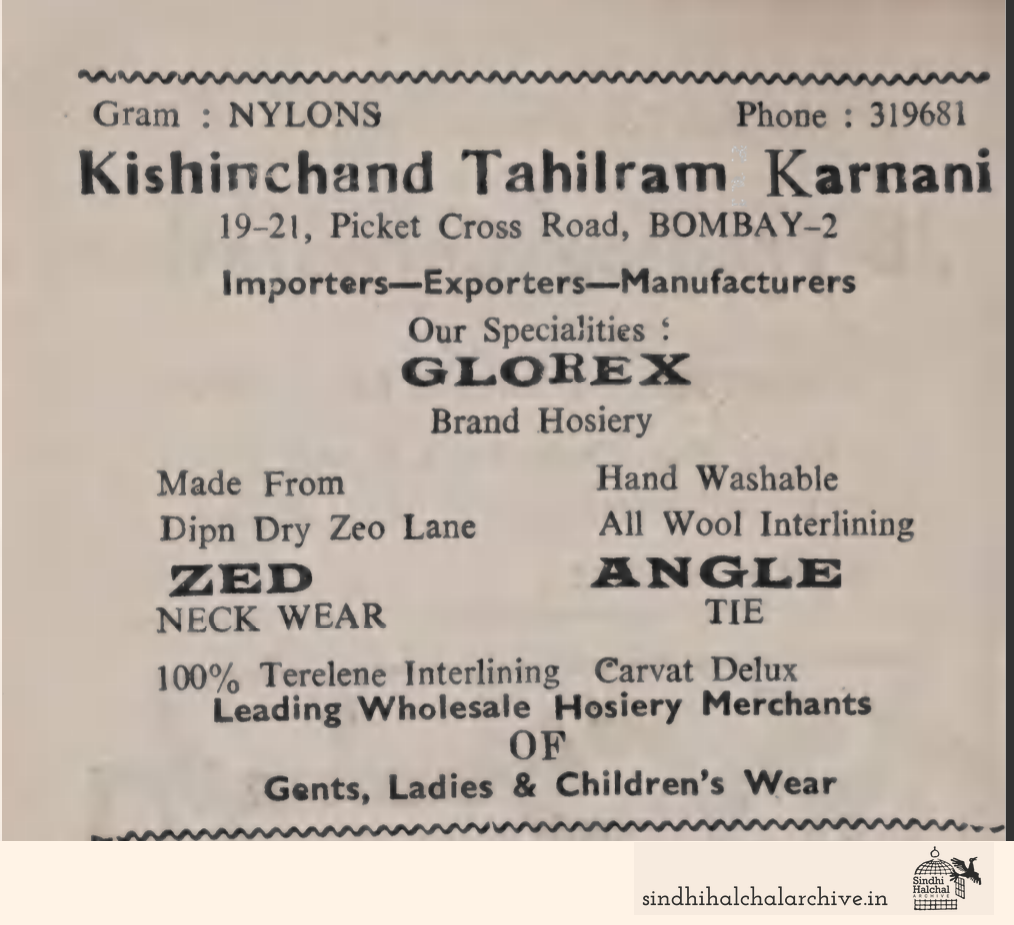 Gram : NYLONS Phone : 319681
Kishinchand Tahilram Karnani
19-21, Picket Cross Road, BOMBAY-2
Importers—Exporters—Manufacturers
Our Specialities :
GLOREX
Brand Hosiery
Made From Hand Washable
Dipn Dry Zeo Lane All Wool Interlining
ZED ANGLE
NECK WEAR TIE
100% Terelene Interlining Carvat Delux
Leading Wholesale Hosiery Merchants
OF
Gents, Ladies & Children's Wear
sindhihalchalarchive.in
Sindhi
Halchal
ARCHIVE